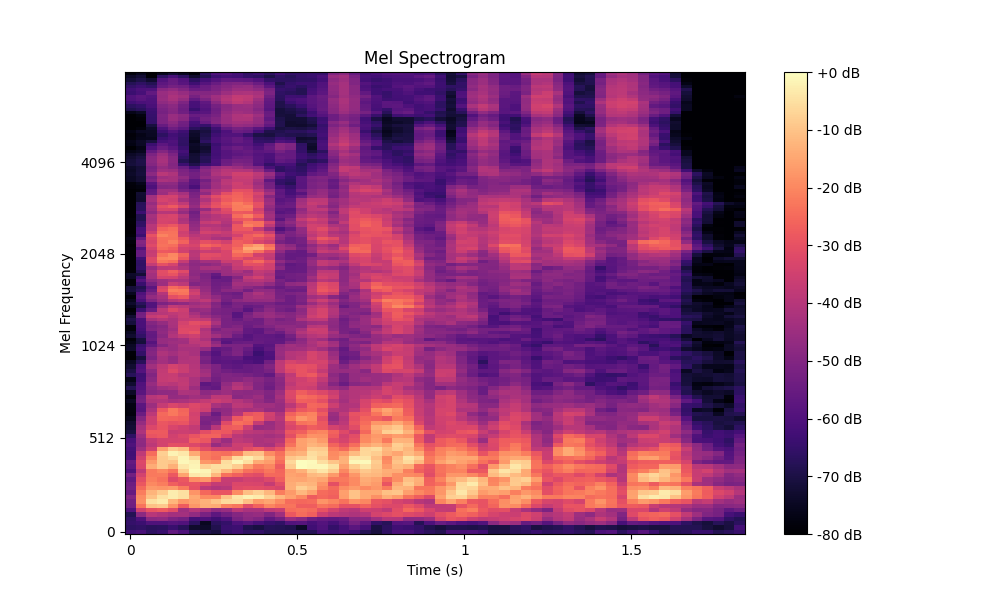 Mel Spectrogram
+0 dB
-10 dB
-20 dB
-30 dB
-40 dB
-50 dB
-60 dB
-70 dB
-80 dB
Mel Frequency
4096
2048
1024
512
0
0 0.5 1 1.5
Time (s)